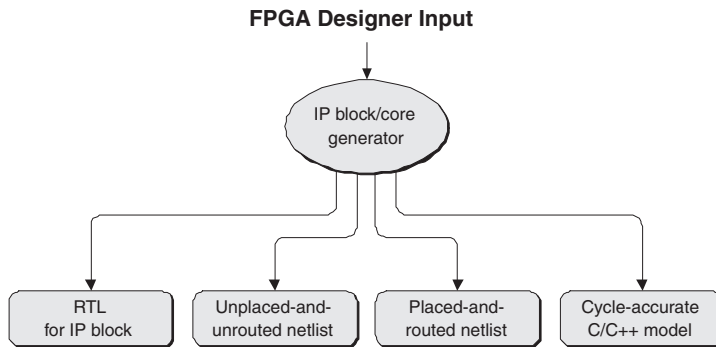 FPGA Designer Input
IP block/core
generator
RTL
for IP block
Unplaced-and-
unrouted netlist
Placed-and-
routed netlist
Cycle-accurate
C/C++ model